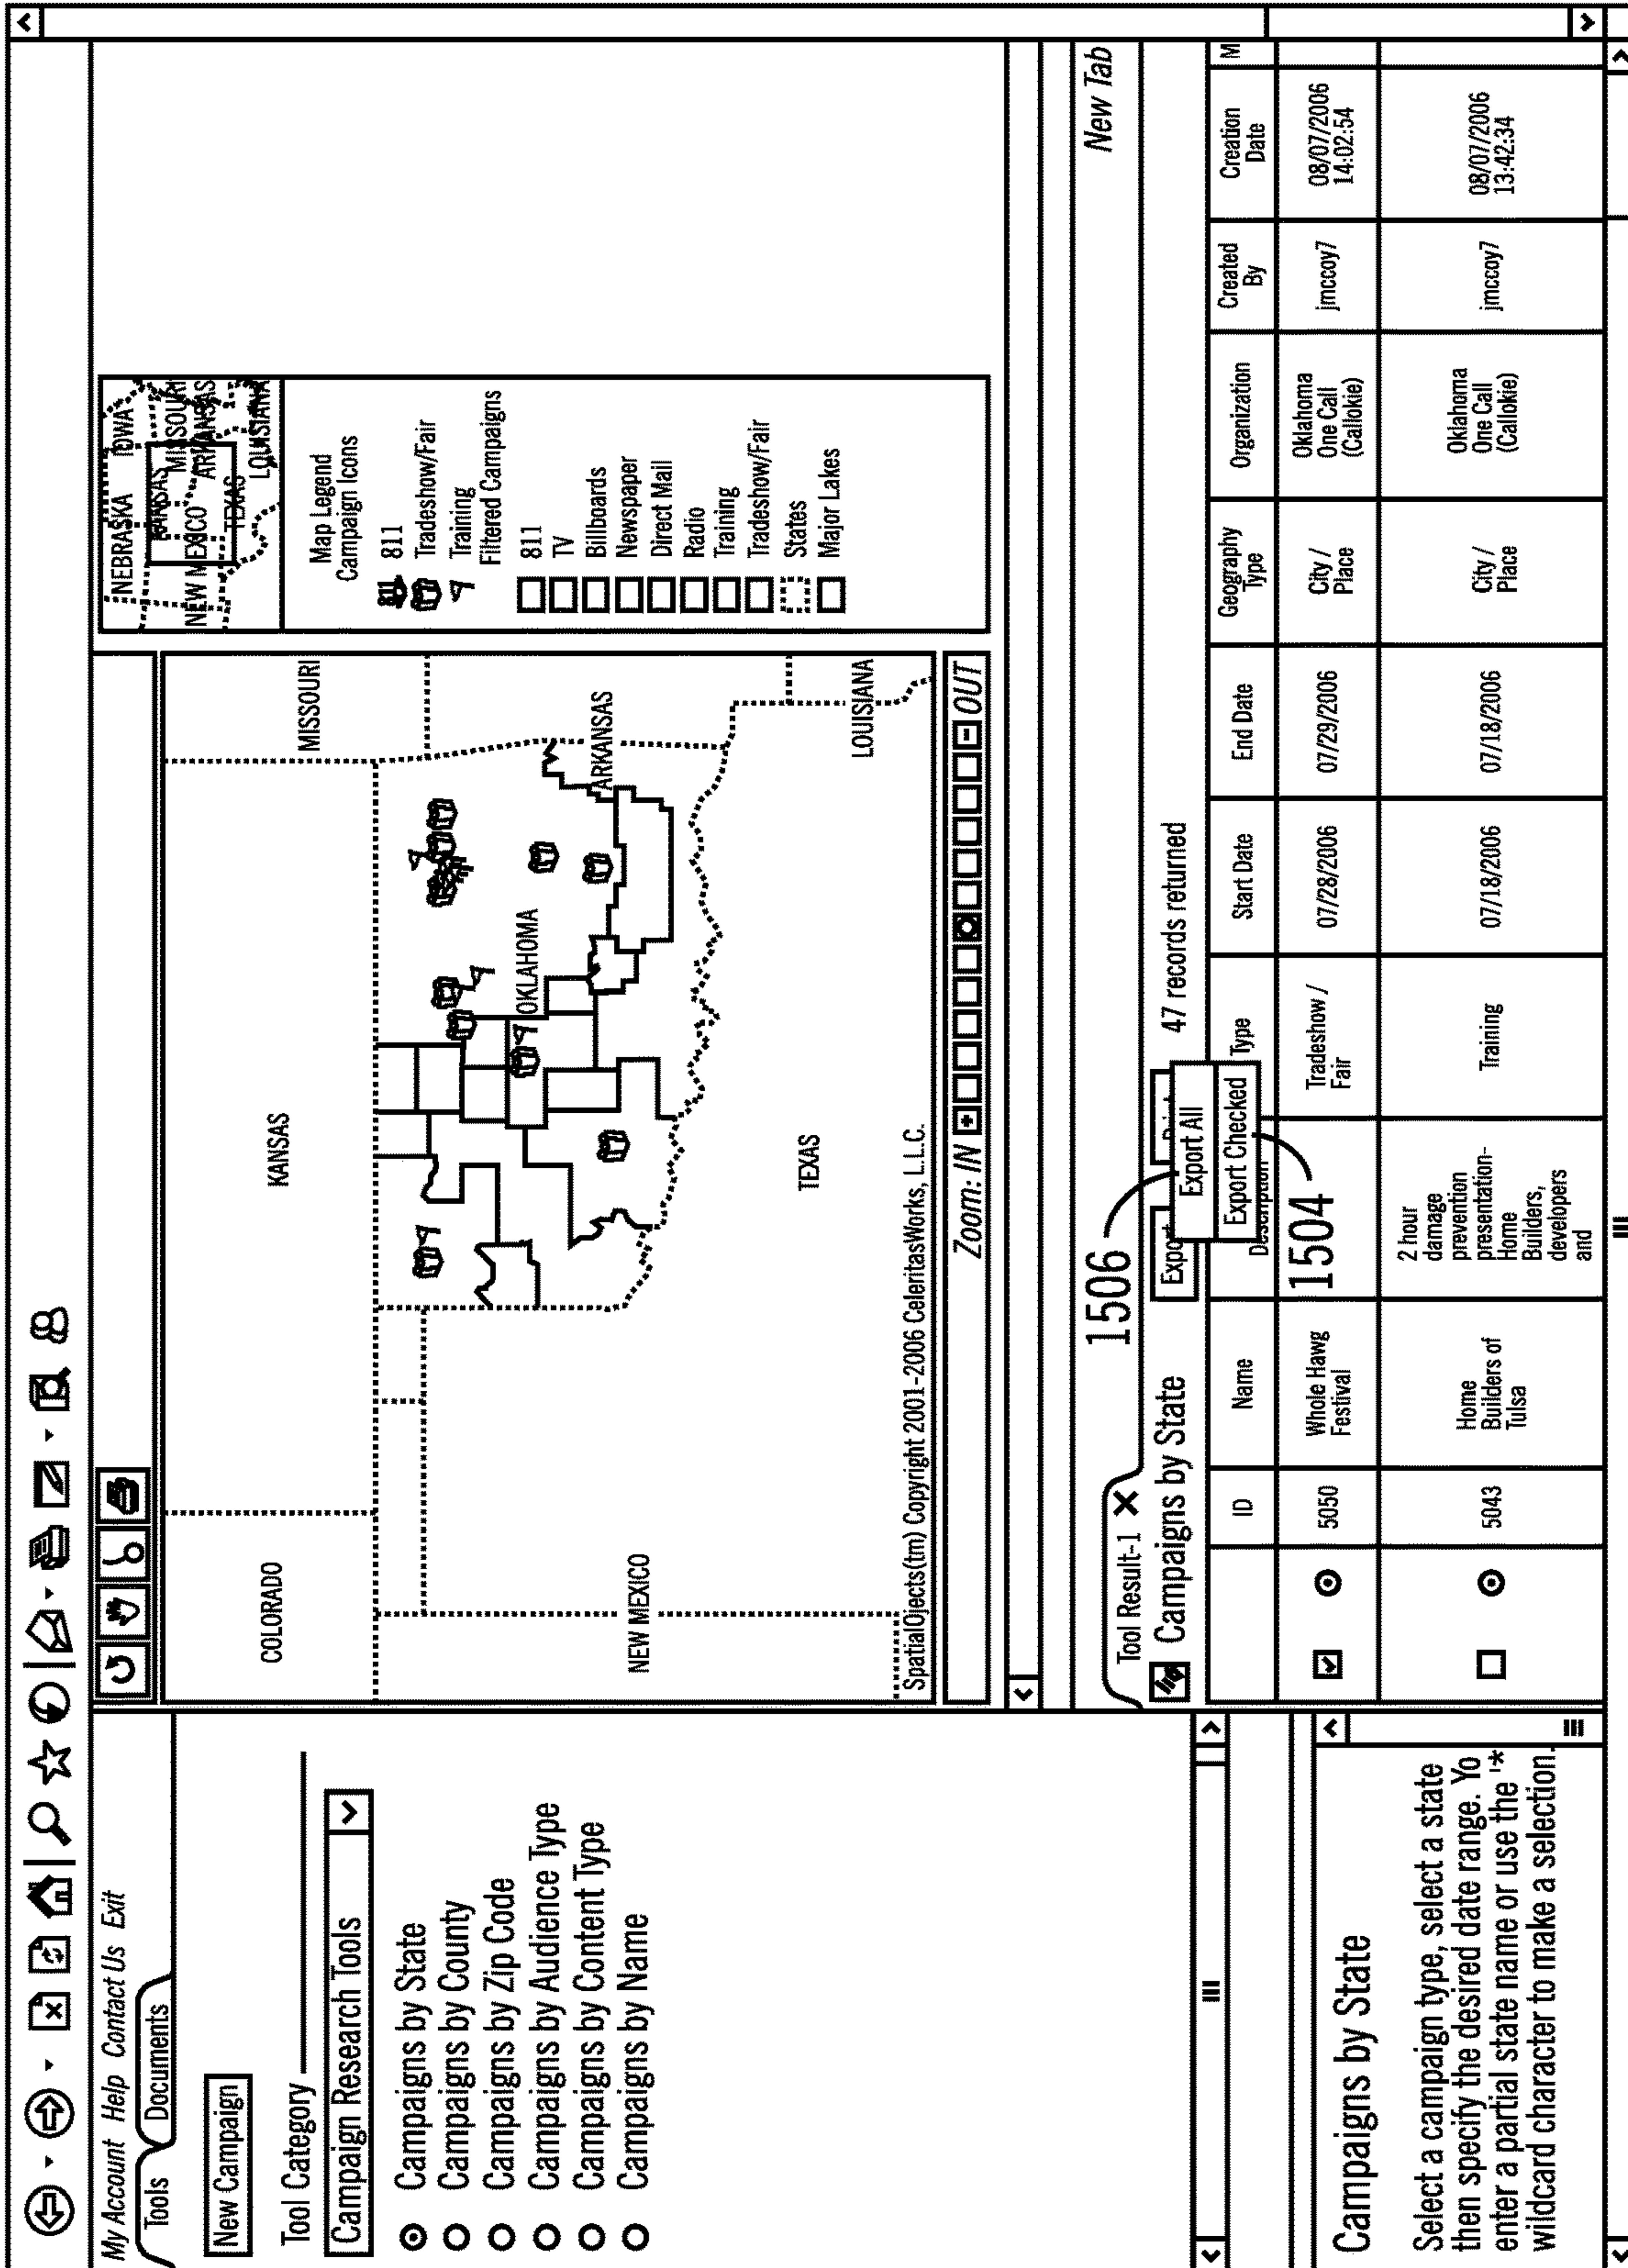 My Account Help Contact Us Exit
Tools
Documents
New Campaign
Tool Category
Campaign Research Tools
Campaigns by State
Campaigns by County
Campaigns by Zip Code
Campaigns by Audience Type
Campaigns by Content Type
Campaigns by Name
Campaigns by State
Select a campaign type, select a state
then specify the desired date range. Yo
enter a partial state name or use the '*
wildcard character to make a selection.
COLORADO
KANSAS
MISSOURI
NEW MEXICO
OKLAHOMA
ARKANSAS
TEXAS
LOUISIANA
SpatialOjects(tm) Copyright 2001-2006 CeleritasWorks, L.L.C.
Zoom: IN
OUT
NEBRASKA
IOWA
KANSAS
MISSOURI
NEW MEXICO
ARKANSAS
TEXAS
LOUISIANA
Map Legend
Campaign Icons
811 811
Tradeshow/Fair
Training
Filtered Campaigns
811
TV
Billboards
Newspaper
Direct Mail
Radio
Training
Tradeshow/Fair
States
Major Lakes
Tool Result-1 X
New Tab
1506
Campaigns by State
Export
47 records returned
Export All
Export Checked
1504
ID Name Description Type Start Date End Date Geography Type Organization Created By Creation Date M
5050 Whole Hawg Festival Tradeshow / Fair 07/28/2006 07/29/2006 City / Place Oklahoma One Call (Callokie) jmccoy7 08/07/2006 14:02:54
5043 Home Builders of Tulsa 2 hour damage prevention presentation- Home Builders, developers and Training 07/18/2006 07/18/2006 City / Place Oklahoma One Call (Callokie) jmccoy7 08/07/2006 13:42:34